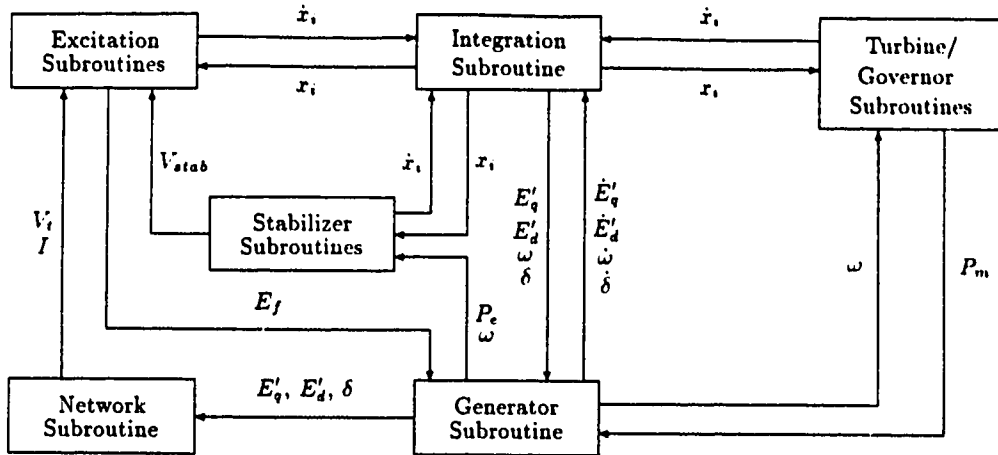 ẋᵢ
ẋᵢ
Excitation
Subroutines
Integration
Subroutine
Turbine/
Governor
Subroutines
xᵢ
xᵢ
V_stab
ẋᵢ
xᵢ
Stabilizer
Subroutines
V_t
I
E'_q
E'_d
ω
δ
Ė'_q
Ė'_d
ω̇
δ̇
ω
P_m
E_f
P_e
ω
Network
Subroutine
E'_q, E'_d, δ
Generator
Subroutine